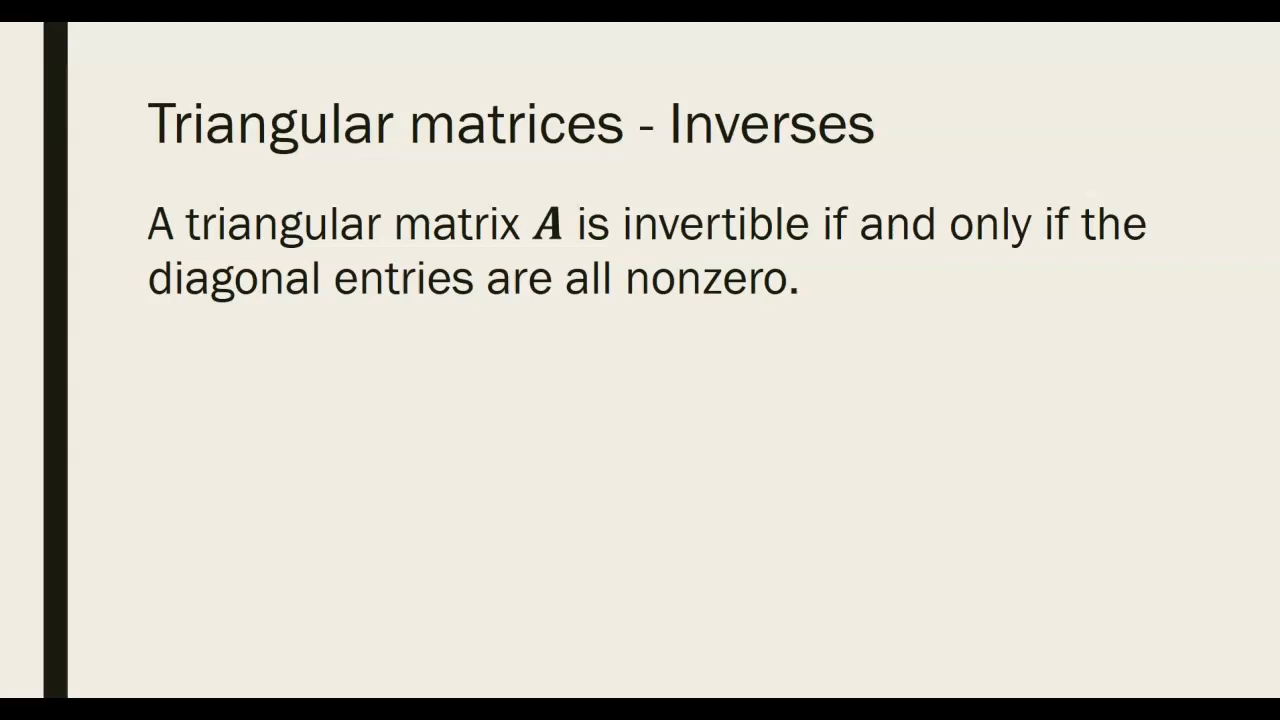 Triangular matrices - Inverses
A triangular matrix A is invertible if and only if the
diagonal entries are all nonzero.